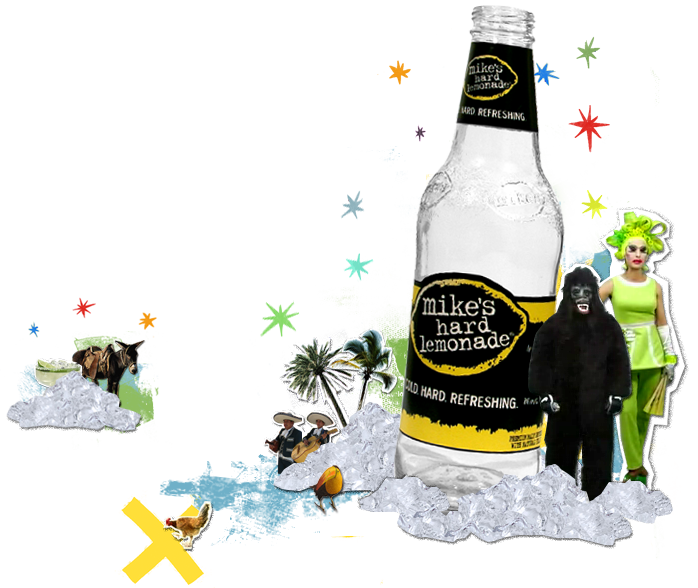 mike's
hard
lemonade
HARD. REFRESHING.
mike's
hard
lemonade
COLD. HARD. REFRESHING.